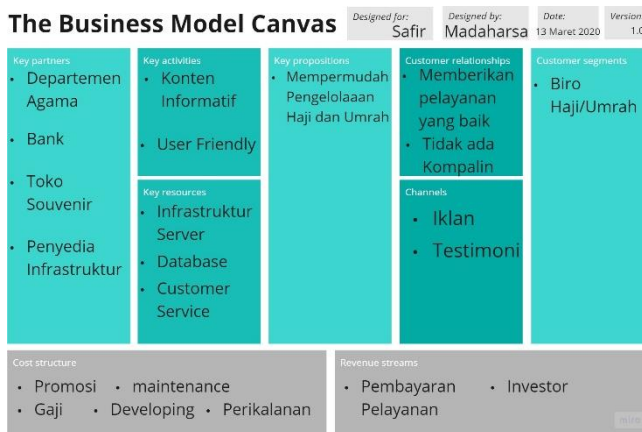 The Business Model Canvas
Designed for:
Safir
Designed by:
Madaharsa
Date:
13 Maret 2020
Version
1.0
Key partners
• Departemen
Agama
• Bank
• Toko
Souvenir
• Penyedia
Infrastruktur
Key activities
• Konten
Informatif
• User Friendly
Key resources
• Infrastruktur
Server
• Database
• Customer
Service
Key propositions
• Mempermudah
Pengelolaaan
Haji dan Umrah
Customer relationships
• Memberikan
pelayanan
yang baik
• Tidak ada
Kompalin
Channels
• Iklan
• Testimoni
Customer segments
• Biro
Haji/Umrah
Cost structure
• Promosi • maintenance
• Gaji • Developing • Perikalanan
Revenue streams
• Pembayaran • Investor
Pelayanan
miro